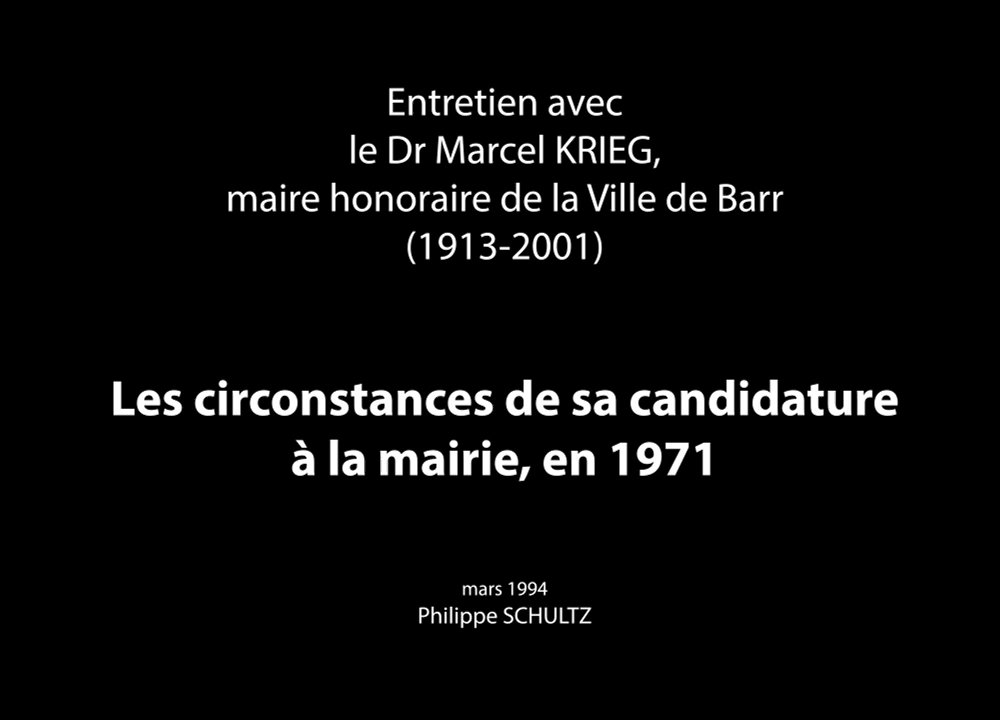 Entretien avec
le Dr Marcel KRIEG,
maire honoraire de la Ville de Barr
(1913-2001)
Les circonstances de sa candidature
à la mairie, en 1971
mars 1994
Philippe SCHULTZ